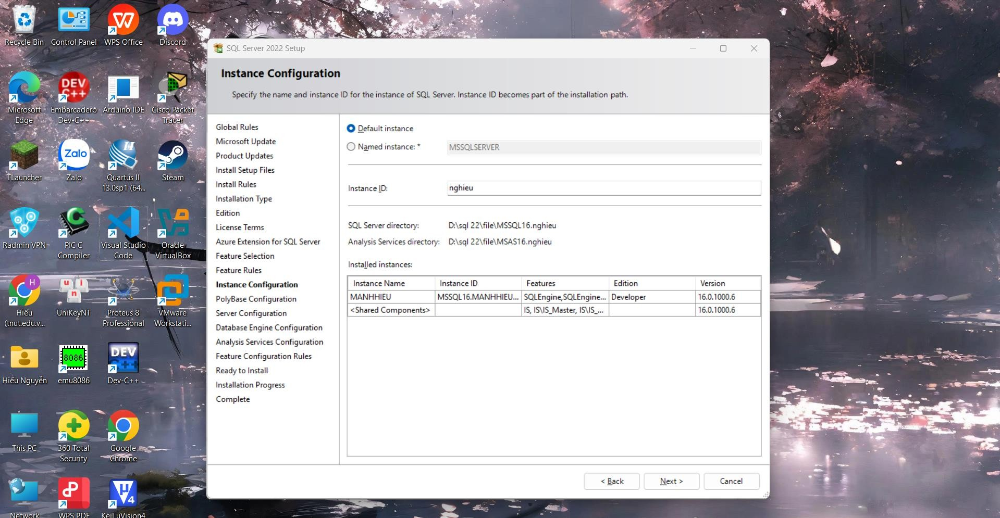 Recycle Bin
Control Panel
WPS Office
Discord
Microsoft
Edge
DEV
C++
Embarcadero
Dev-C++
Arduino IDE
Cisco Packet
Tracer
TLauncher
Zalo
Zalo
II
Quartus II
13.0sp1 (64...
Steam
Radmin VPN
C
PIC C
Compiler
Visual Studio
Code
Oracle
VirtualBox
H
Hiếu
(tnut.edu.v...
u i
n
UniKeyNT
Proteus 8
Professional
VMware
Workstati...
Hiếu Nguyễn
8086
emu8086
DEV
C++
Dev-C++
This PC
360 Total
Security
Google
Chrome
Network
WPS PDF
μ
V4
Keil uVision4
SQL Server 2022 Setup
Instance Configuration
Specify the name and instance ID for the instance of SQL Server. Instance ID becomes part of the installation path.
Global Rules
Microsoft Update
Product Updates
Install Setup Files
Install Rules
Installation Type
Edition
License Terms
Azure Extension for SQL Server
Feature Selection
Feature Rules
Instance Configuration
PolyBase Configuration
Server Configuration
Database Engine Configuration
Analysis Services Configuration
Feature Configuration Rules
Ready to Install
Installation Progress
Complete
Default instance
Named instance: * MSSQLSERVER
Instance ID: nghieu
SQL Server directory: D:\sql 22\file\MSSQL16.nghieu
Analysis Services directory: D:\sql 22\file\MSAS16.nghieu
Installed instances:
Instance Name Instance ID Features Edition Version
MANHHIEU MSSQL16.MANHHIEU... SQLEngine,SQLEngine... Developer 16.0.1000.6
<Shared Components> IS, IS\IS_Master, IS\IS_... 16.0.1000.6
< Back Next > Cancel